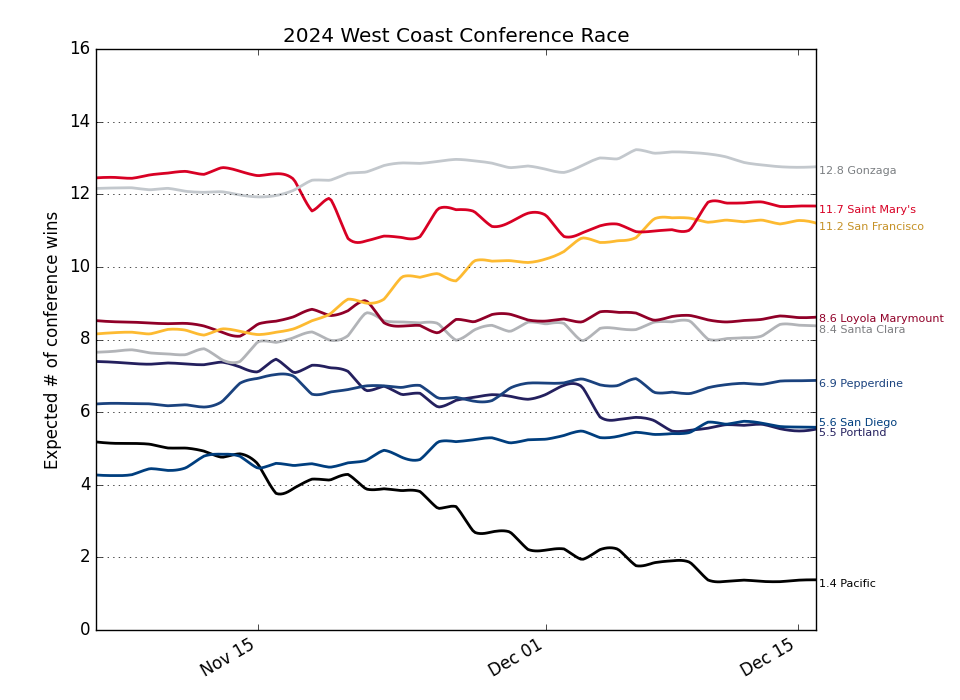 2024 West Coast Conference Race
Expected # of conference wins
16
14
12
10
8
6
4
2
0
12.8 Gonzaga
11.7 Saint Mary's
11.2 San Francisco
8.6 Loyola Marymount
8.4 Santa Clara
6.9 Pepperdine
5.6 San Diego
5.5 Portland
1.4 Pacific
Nov 15
Dec 01
Dec 15